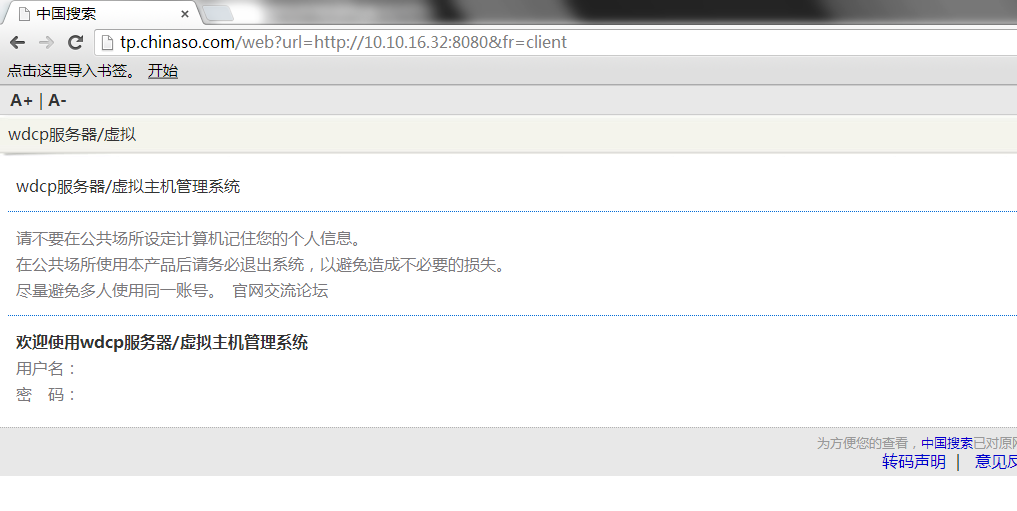 中国搜索
tp.chinaso.com/web?url=http://10.10.16.32:8080&fr=client
点击这里导入书签。 开始
A+ | A-
wdcp服务器/虚拟
wdcp服务器/虚拟主机管理系统
请不要在公共场所设定计算机记住您的个人信息。
在公共场所使用本产品后请务必退出系统，以避免造成不必要的损失。
尽量避免多人使用同一账号。 官网交流论坛
欢迎使用wdcp服务器/虚拟主机管理系统
用户名：
密 码：
为方便您的查看，中国搜索已对原网
转码声明 | 意见反